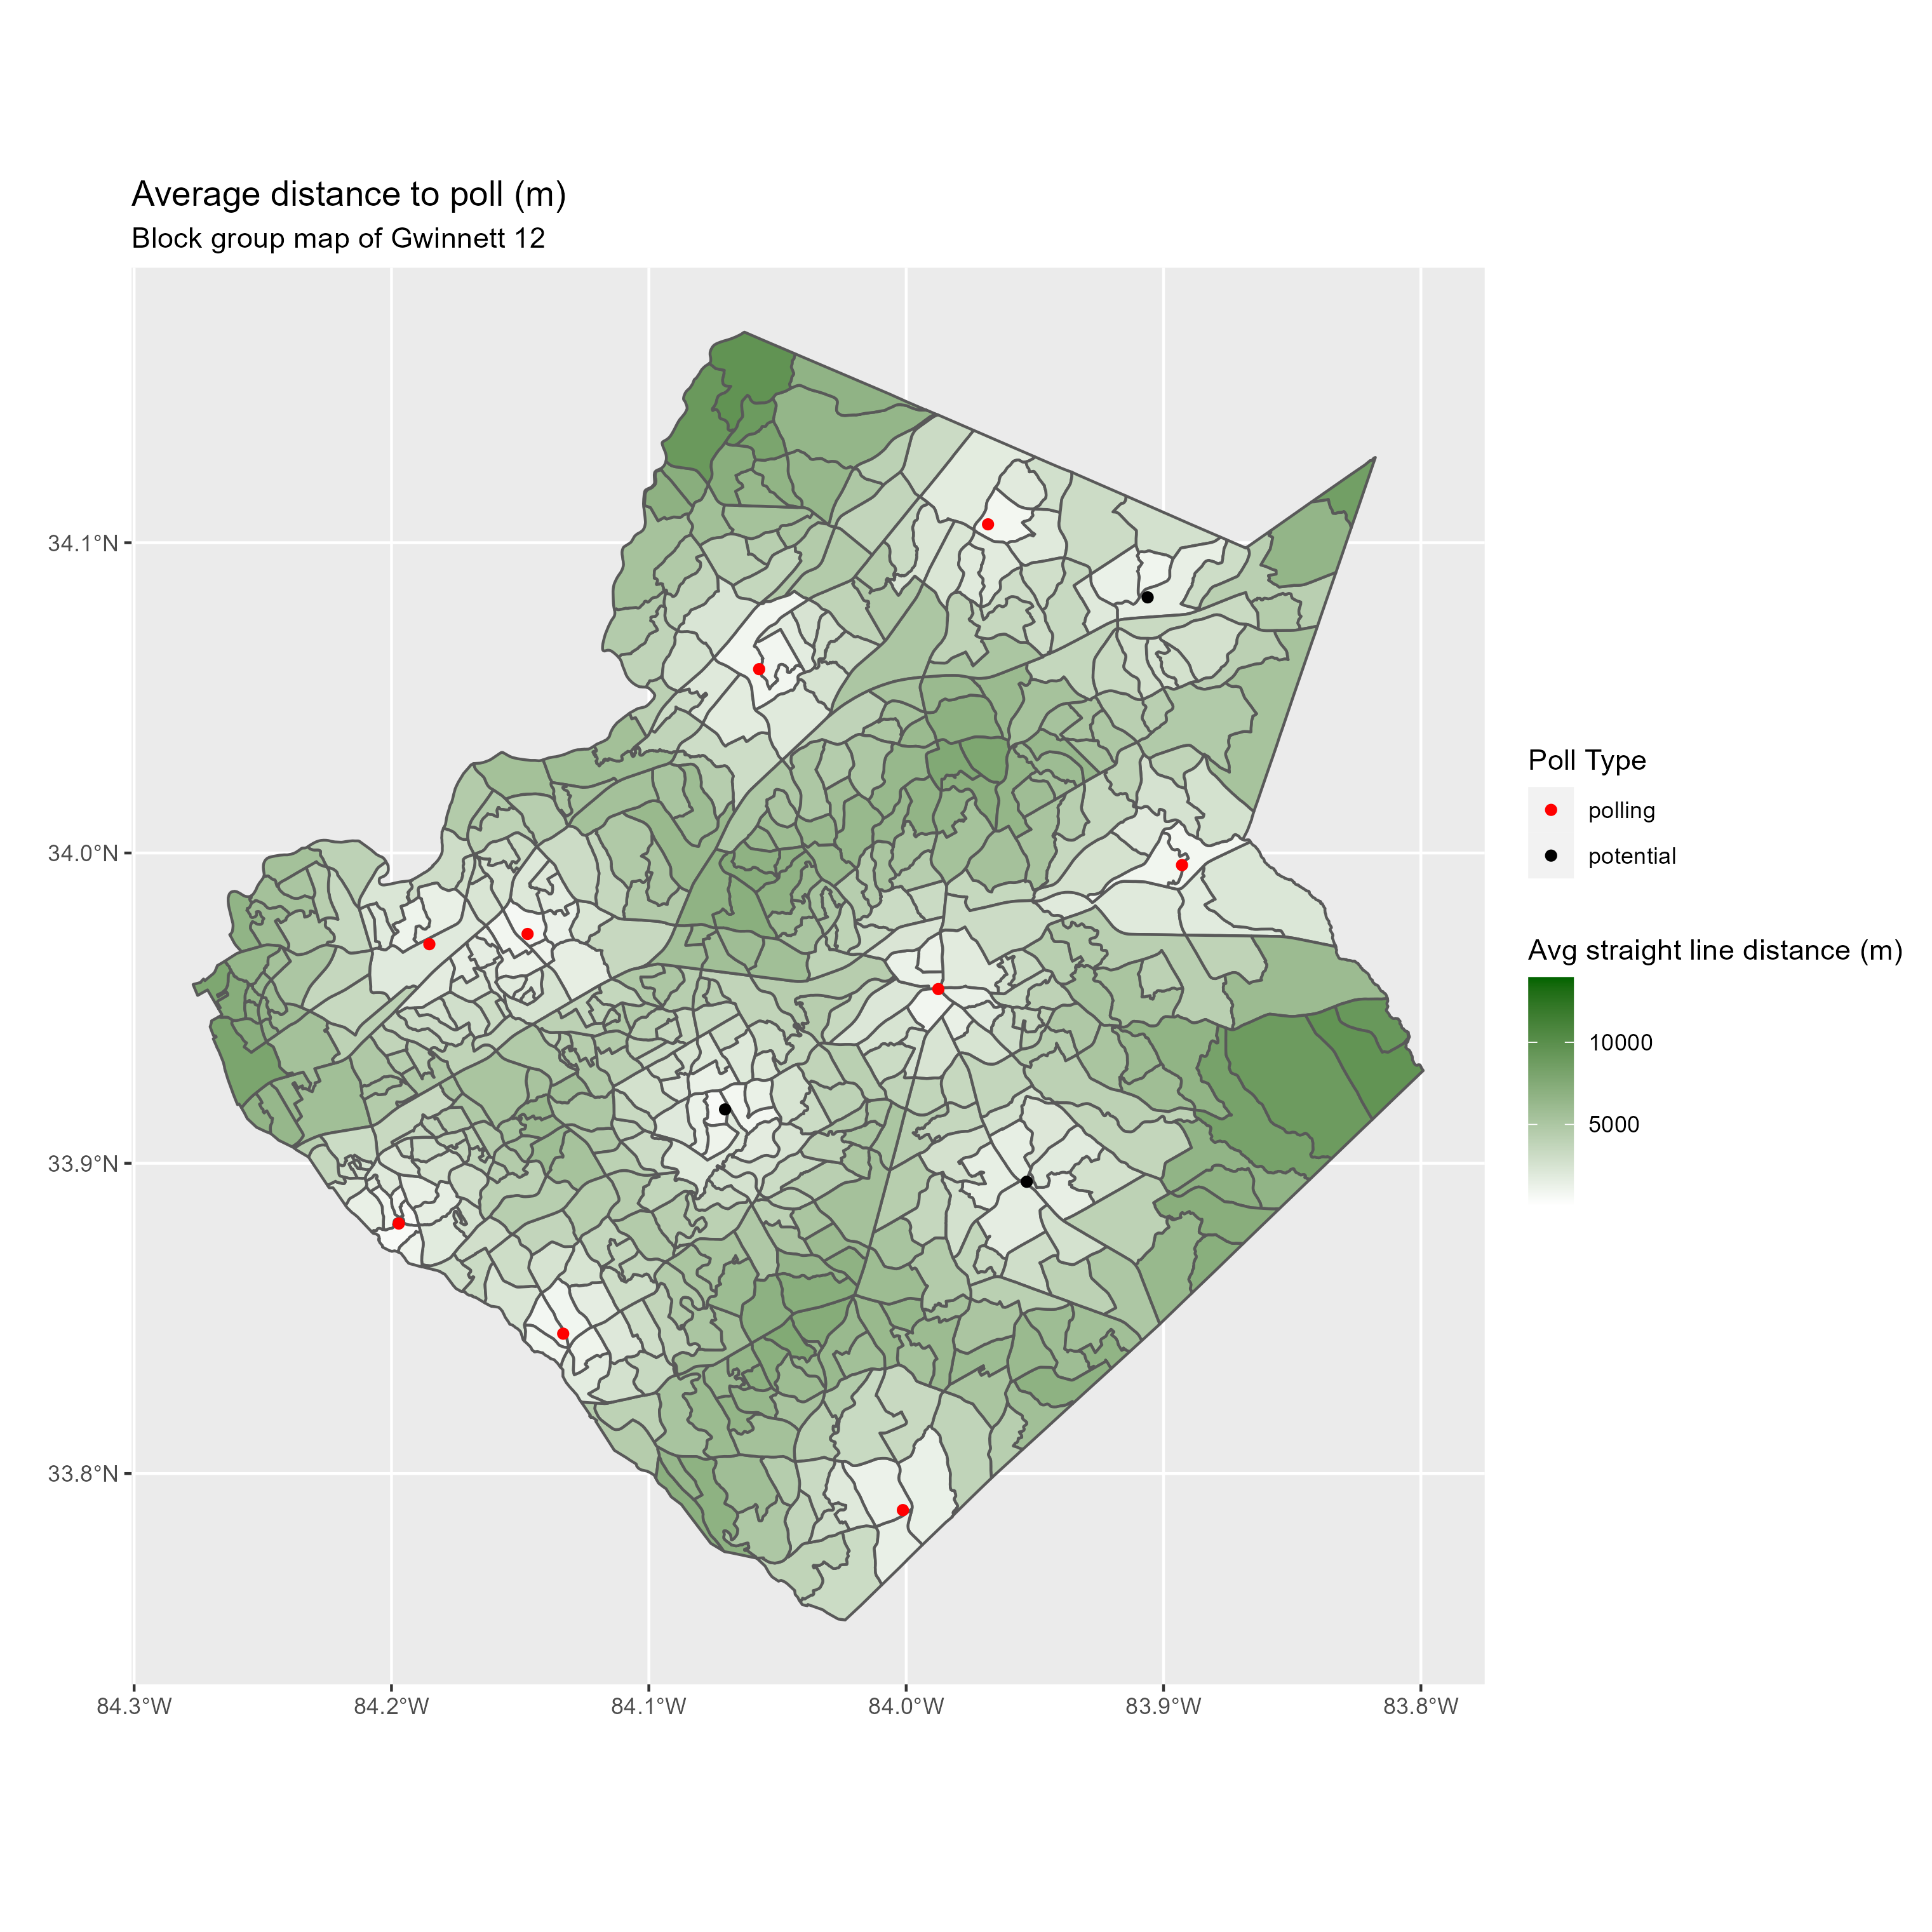 Average distance to poll (m)
Block group map of Gwinnett 12
34.1°N
34.0°N
33.9°N
33.8°N
84.3°W
84.2°W
84.1°W
84.0°W
83.9°W
83.8°W
Poll Type
polling
potential
Avg straight line distance (m)
10000
5000